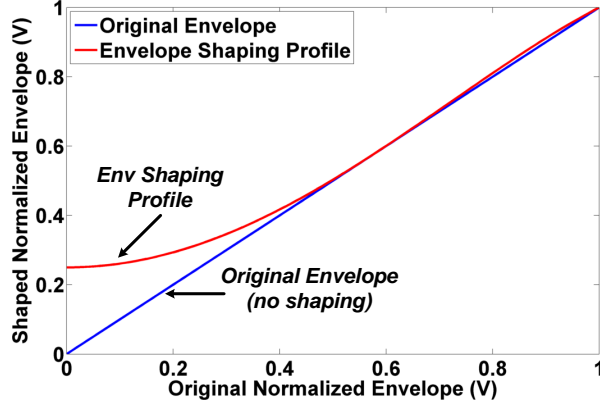 Original Envelope
Envelope Shaping Profile
Env Shaping
Profile
Original Envelope
(no shaping)
Shaped Normalized Envelope (V)
1
0.8
0.6
0.4
0.2
0
0
0.2
0.4
0.6
0.8
1
Original Normalized Envelope (V)